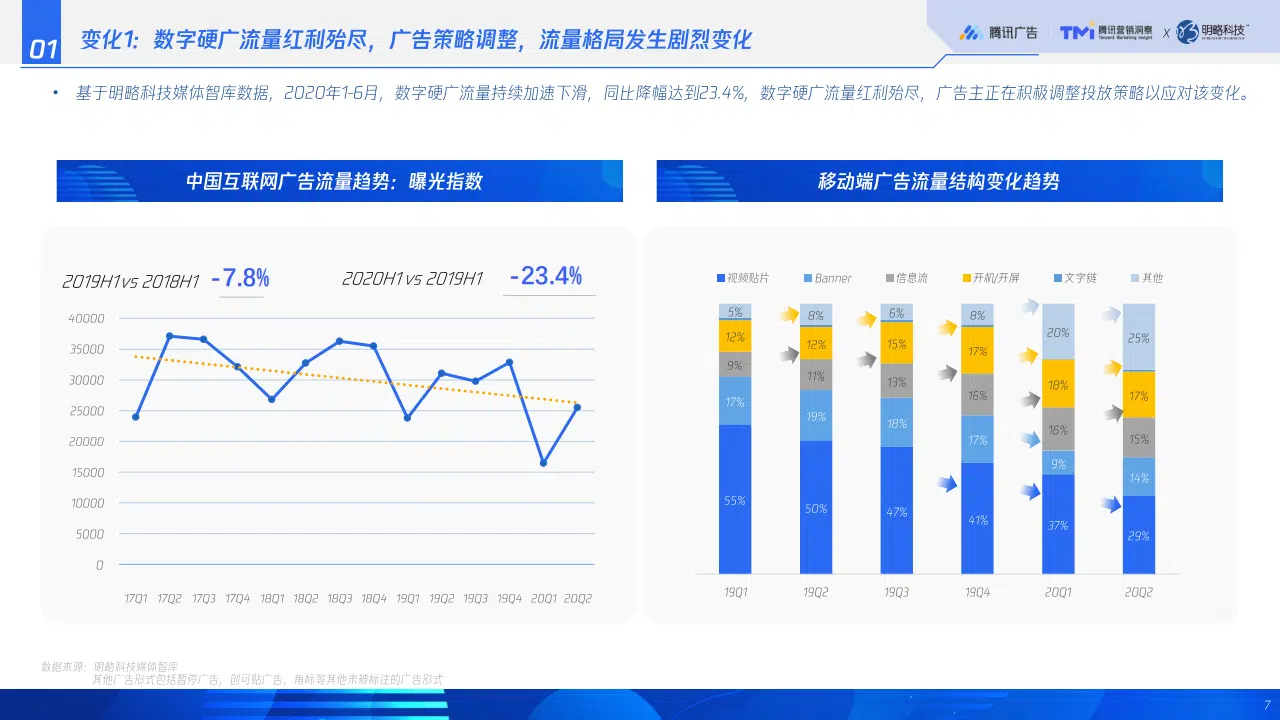 01
变化1：数字硬广流量红利殆尽，广告策略调整，流量格局发生剧烈变化
腾讯广告
TMI 腾讯营销洞察
Tencent Marketing Insight
X
明略科技
• 基于明略科技媒体智库数据，2020年1-6月，数字硬广流量持续加速下滑，同比降幅达到23.4%，数字硬广流量红利殆尽，广告主正在积极调整投放策略以应对该变化。
中国互联网广告流量趋势：曝光指数
2019H1 vs 2018H1 -7.8%
2020H1 vs 2019H1 -23.4%
40000
35000
30000
25000
20000
15000
10000
5000
0
17Q1 17Q2 17Q3 17Q4 18Q1 18Q2 18Q3 18Q4 19Q1 19Q2 19Q3 19Q4 20Q1 20Q2
移动端广告流量结构变化趋势
视频贴片 Banner 信息流 开机/开屏 文字链 其他
5% 8% 6% 8% 20% 25%
12% 12% 15% 17% 18% 17%
9% 11% 13% 16% 16% 15%
17% 19% 18% 17% 9% 14%
55% 50% 47% 41% 37% 29%
19Q1 19Q2 19Q3 19Q4 20Q1 20Q2
数据来源：明略科技媒体智库
其他广告形式包括暂停广告，创可贴广告，角标等其他未被标注的广告形式
7